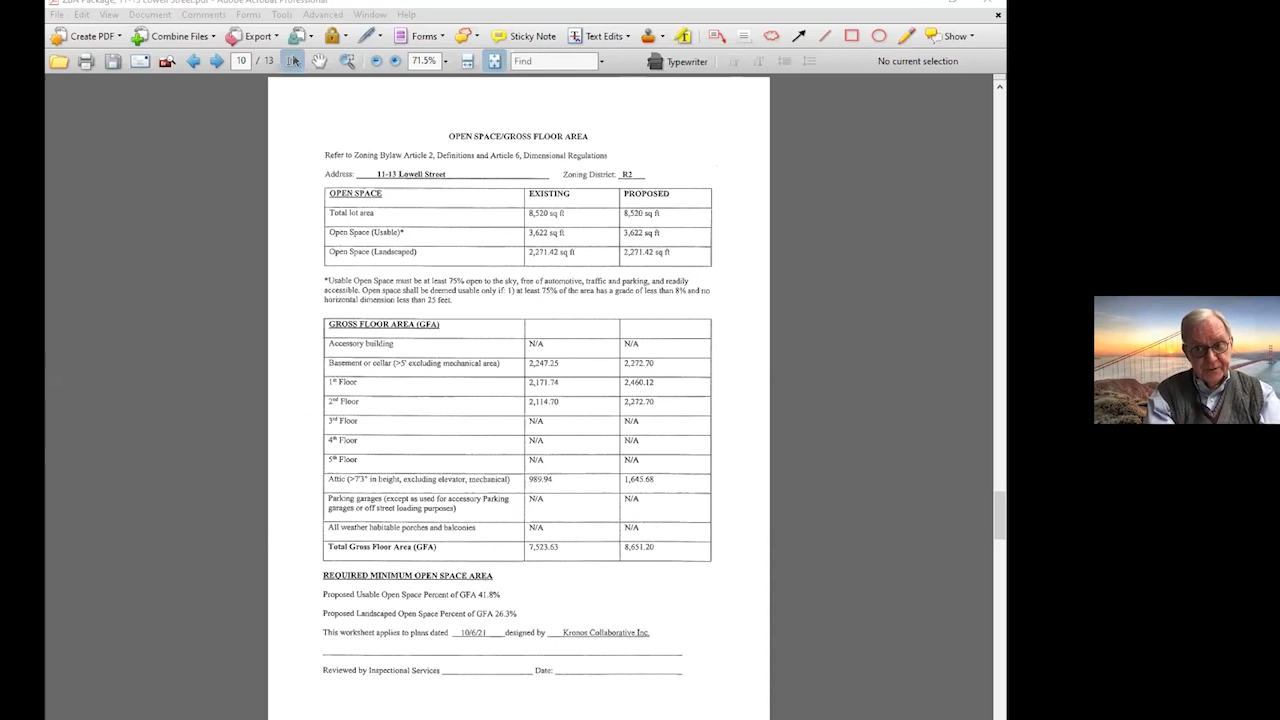 ZBA Package, 11-13 Lowell Street.pdf - Adobe Acrobat Professional
File Edit View Document Comments Forms Tools Advanced Window Help
Create PDF Combine Files Export Forms Sticky Note Text Edits Show
10 / 13 71.5% Find Typewriter No current selection
OPEN SPACE/GROSS FLOOR AREA
Refer to Zoning Bylaw Article 2, Definitions and Article 6, Dimensional Regulations
Address: 11-13 Lowell Street Zoning District: R2
OPEN SPACE EXISTING PROPOSED
Total lot area 8,520 sq ft 8,520 sq ft
Open Space (Usable)* 3,622 sq ft 3,622 sq ft
Open Space (Landscaped) 2,271.42 sq ft 2,271.42 sq ft
*Usable Open Space must be at least 75% open to the sky, free of automotive, traffic and parking, and readily
accessible. Open space shall be deemed usable only if: 1) at least 75% of the area has a grade of less than 8% and no
horizontal dimension less than 25 feet.
GROSS FLOOR AREA (GFA)
Accessory building N/A N/A
Basement or cellar (>5' excluding mechanical area) 2,247.25 2,272.70
1st Floor 2,171.74 2,460.12
2nd Floor 2,114.70 2,272.70
3rd Floor N/A N/A
4th Floor N/A N/A
5th Floor N/A N/A
Attic (>7'3" in height, excluding elevator, mechanical) 989.94 1,645.68
Parking garages (except as used for accessory Parking
garages or off street loading purposes) N/A N/A
All weather habitable porches and balconies N/A N/A
Total Gross Floor Area (GFA) 7,523.63 8,651.20
REQUIRED MINIMUM OPEN SPACE AREA
Proposed Usable Open Space Percent of GFA 41.8%
Proposed Landscaped Open Space Percent of GFA 26.3%
This worksheet applies to plans dated 10/6/21 designed by Kronos Collaborative Inc.
Reviewed by Inspectional Services Date: